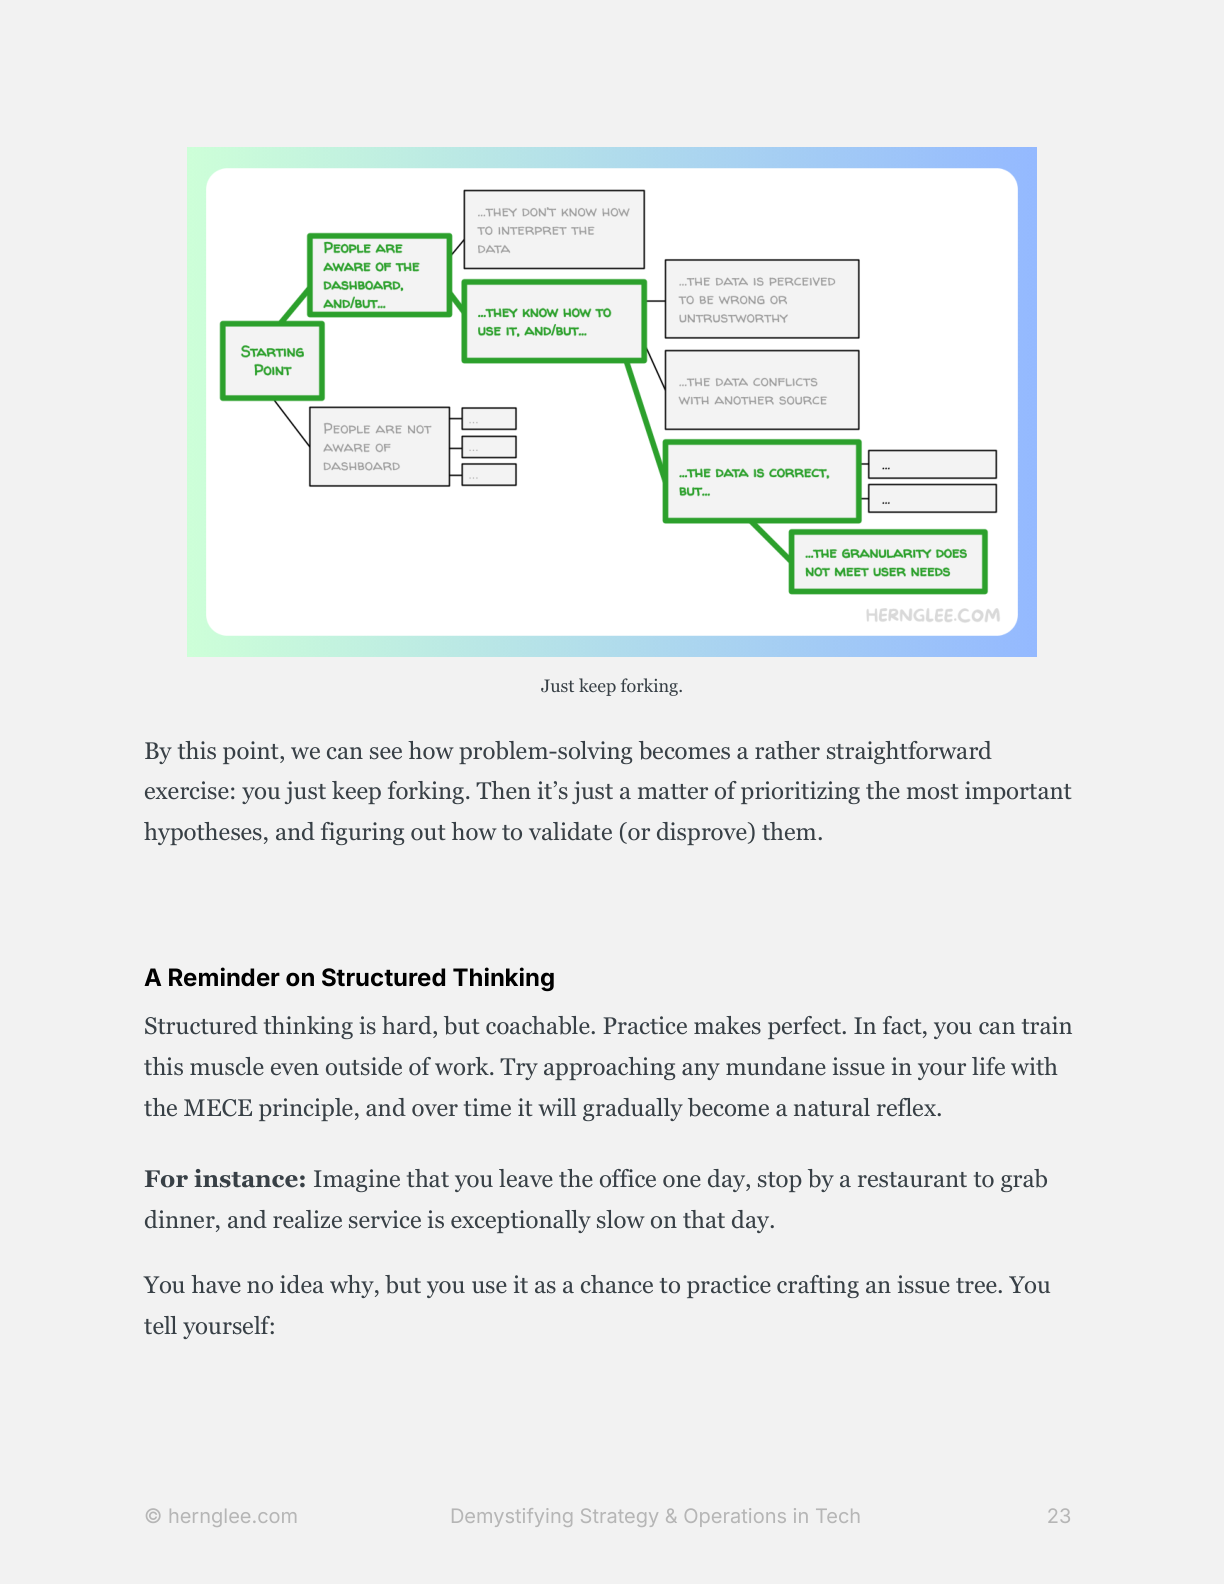 ...THEY DON'T KNOW HOW
TO INTERPRET THE
DATA
PEOPLE ARE
AWARE OF THE
DASHBOARD,
AND/BUT...
...THE DATA IS PERCEIVED
TO BE WRONG OR
UNTRUSTWORTHY
...THEY KNOW HOW TO
USE IT, AND/BUT...
STARTING
POINT
...THE DATA CONFLICTS
WITH ANOTHER SOURCE
PEOPLE ARE NOT
AWARE OF
DASHBOARD
...
...
...
...THE DATA IS CORRECT,
BUT...
...
...
...THE GRANULARITY DOES
NOT MEET USER NEEDS
HERNGLEE.COM
Just keep forking.
By this point, we can see how problem-solving becomes a rather straightforward
exercise: you just keep forking. Then it’s just a matter of prioritizing the most important
hypotheses, and figuring out how to validate (or disprove) them.
A Reminder on Structured Thinking
Structured thinking is hard, but coachable. Practice makes perfect. In fact, you can train
this muscle even outside of work. Try approaching any mundane issue in your life with
the MECE principle, and over time it will gradually become a natural reflex.
For instance: Imagine that you leave the office one day, stop by a restaurant to grab
dinner, and realize service is exceptionally slow on that day.
You have no idea why, but you use it as a chance to practice crafting an issue tree. You
tell yourself:
© hernglee.com Demystifying Strategy & Operations in Tech 23